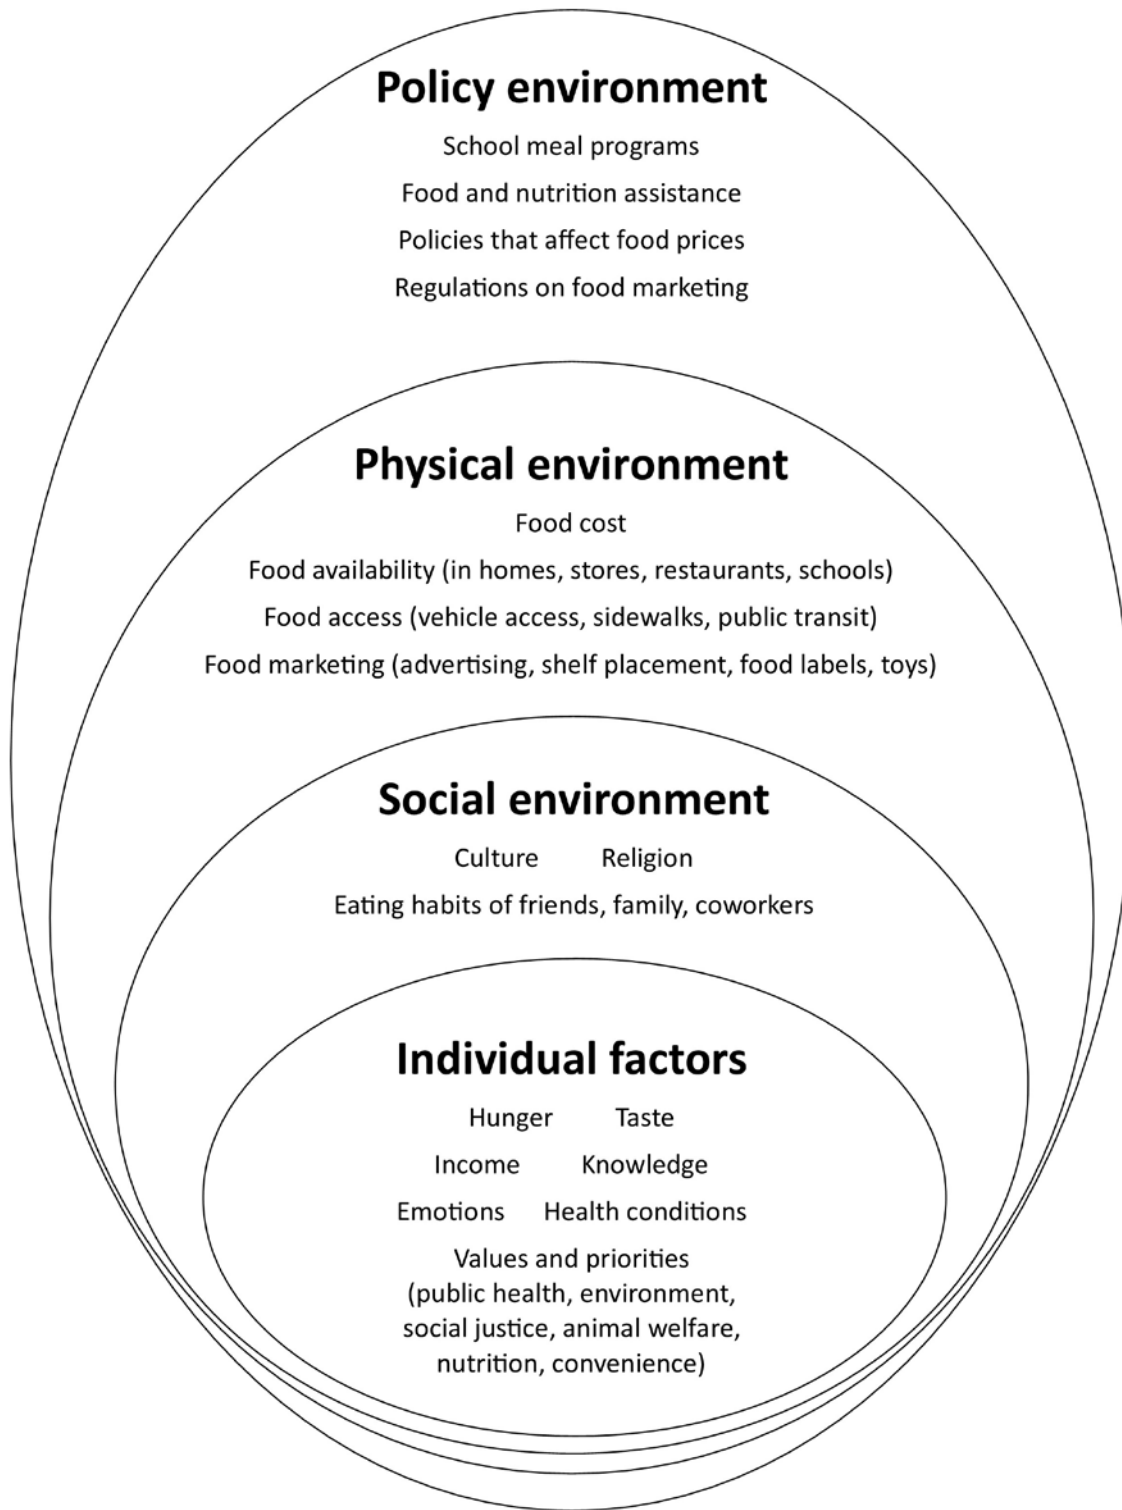 Policy environment
School meal programs
Food and nutrition assistance
Policies that affect food prices
Regulations on food marketing
Physical environment
Food cost
Food availability (in homes, stores, restaurants, schools)
Food access (vehicle access, sidewalks, public transit)
Food marketing (advertising, shelf placement, food labels, toys)
Social environment
Culture Religion
Eating habits of friends, family, coworkers
Individual factors
Hunger Taste
Income Knowledge
Emotions Health conditions
Values and priorities
(public health, environment,
social justice, animal welfare,
nutrition, convenience)